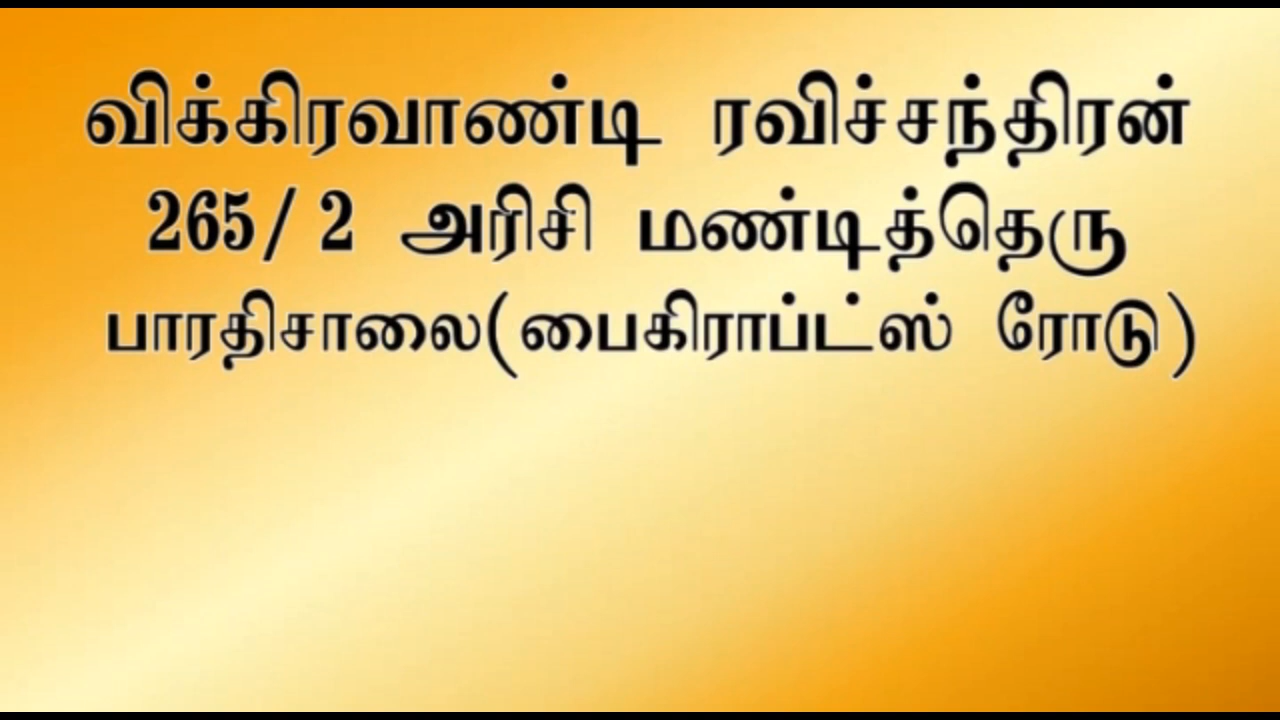 விக்கிரவாண்டி ரவிச்சந்திரன்
265/ 2 அரிசி மண்டித்தெரு
பாரதிசாலை(பைகிராப்ட்ஸ் ரோடு)